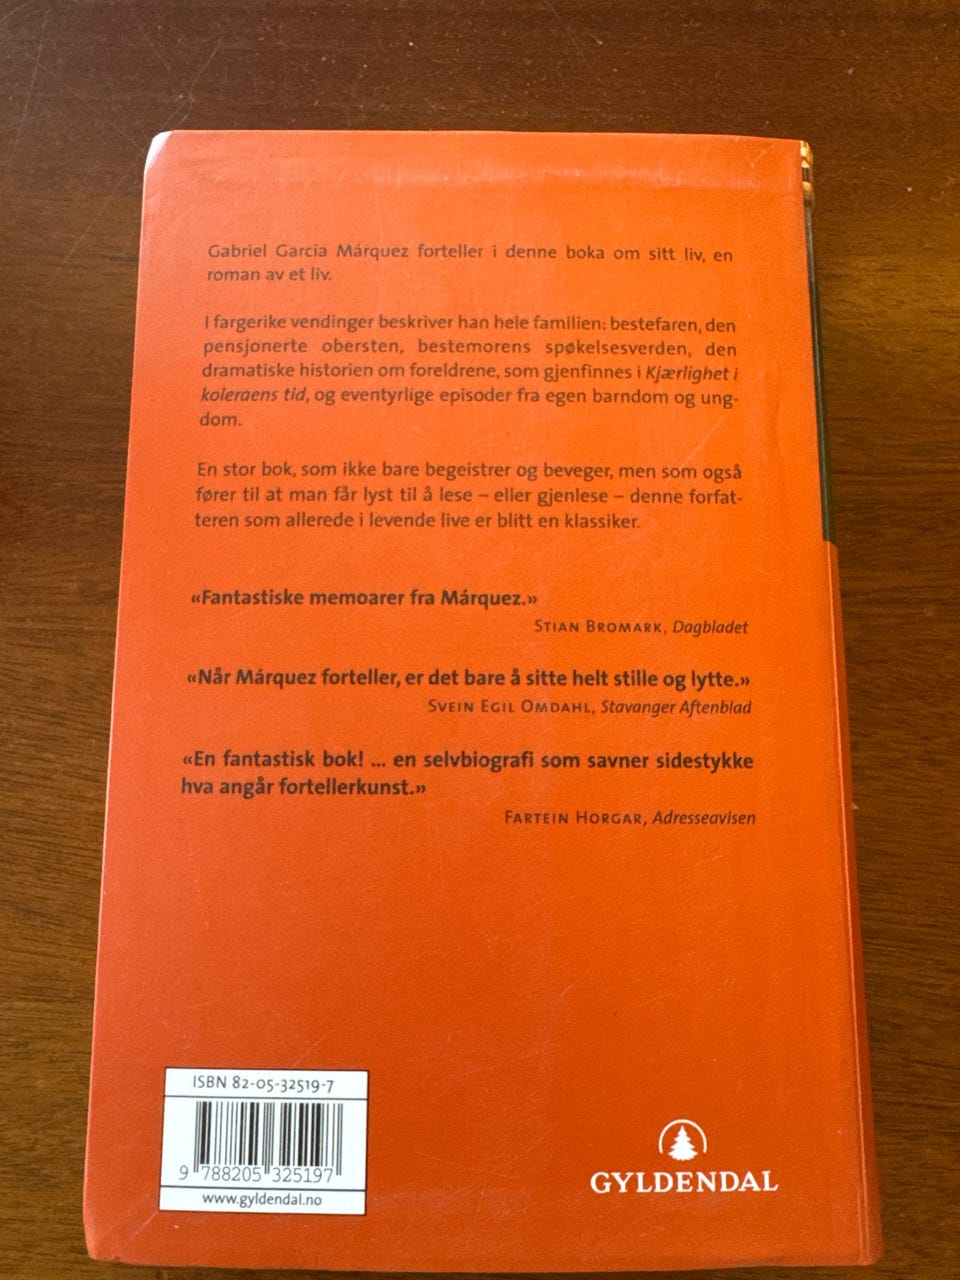 Gabriel García Márquez forteller i denne boka om sitt liv, en
roman av et liv.
I fargerike vendinger beskriver han hele familien: bestefaren, den
pensjonerte obersten, bestemorens spøkelsesverden, den
dramatiske historien om foreldrene, som gjenfinnes i Kjærlighet i
koleraens tid, og eventyrlige episoder fra egen barndom og ung-
dom.
En stor bok, som ikke bare begeistrer og beveger, men som også
fører til at man får lyst til å lese – eller gjenlese – denne forfat-
teren som allerede i levende live er blitt en klassiker.
«Fantastiske memoarer fra Márquez.»
STIAN BROMARK, Dagbladet
«Når Márquez forteller, er det bare å sitte helt stille og lytte.»
SVEIN EGIL OMDAHL, Stavanger Aftenblad
«En fantastisk bok! ... en selvbiografi som savner sidestykke
hva angår fortellerkunst.»
FARTEIN HORGAR, Adresseavisen
ISBN 82-05-32519-7
9 788205 325197
www.gyldendal.no
GYLDENDAL